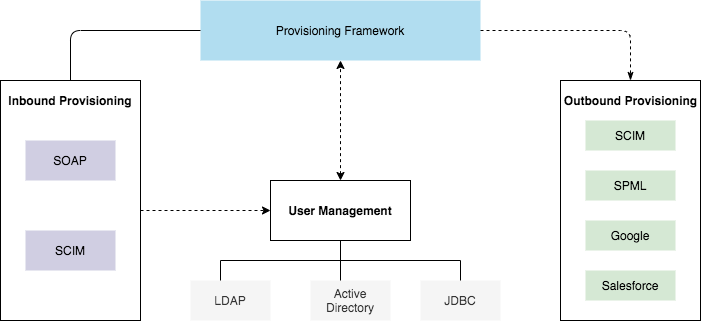 Provisioning Framework
Inbound Provisioning
SOAP
SCIM
User Management
LDAP
Active
Directory
JDBC
Outbound Provisioning
SCIM
SPML
Google
Salesforce